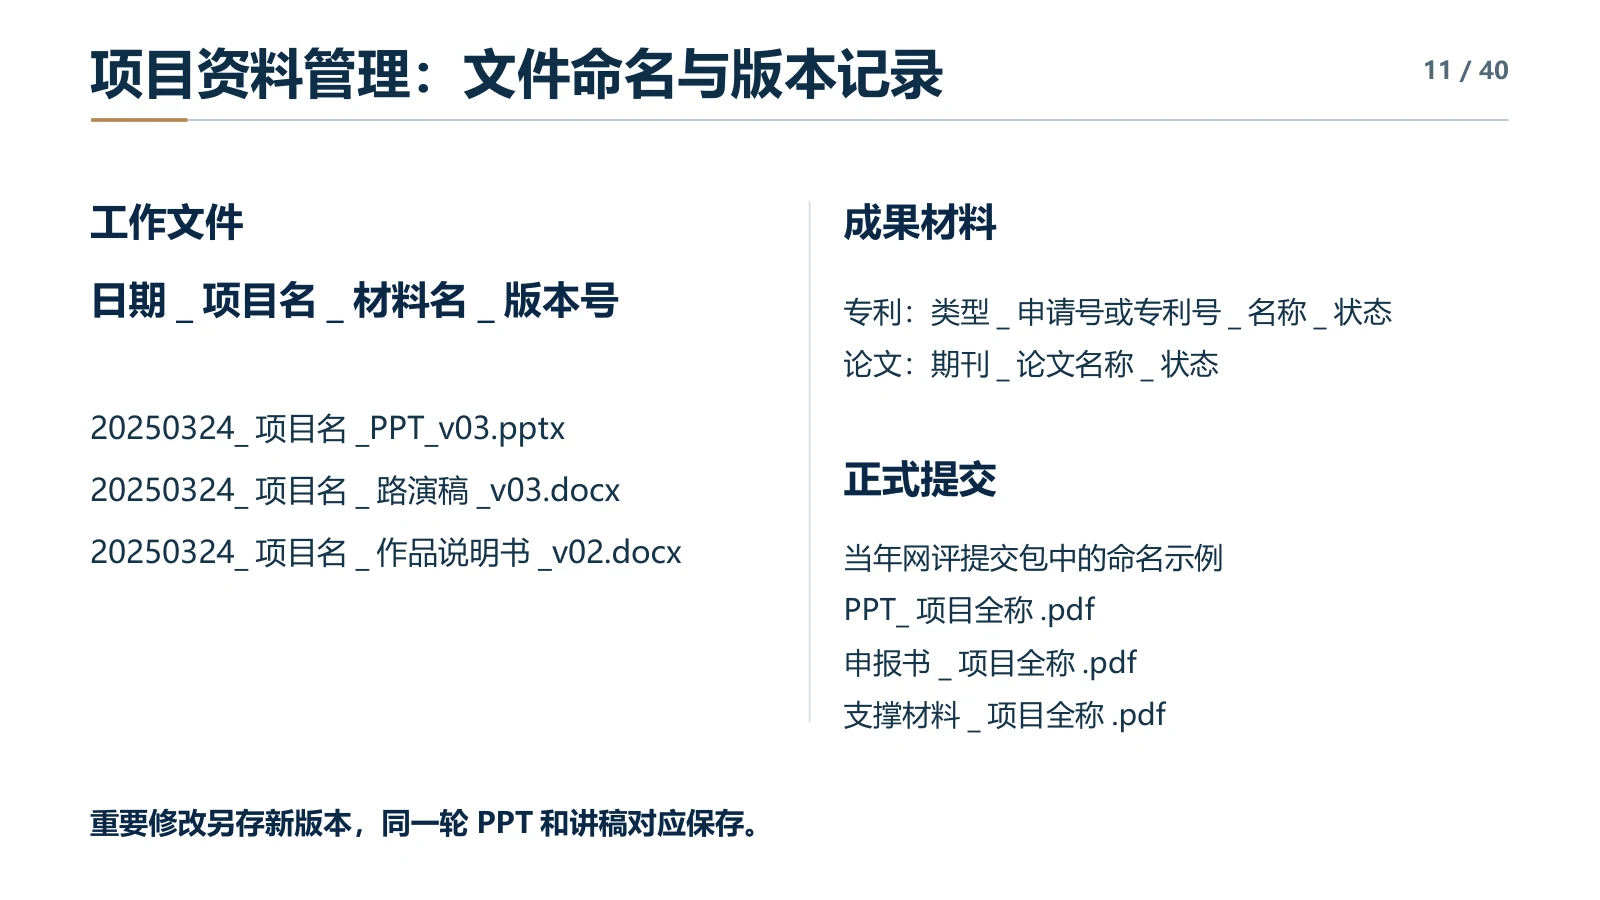 项目资料管理：文件命名与版本记录
11 / 40
工作文件
日期 _ 项目名 _ 材料名 _ 版本号
20250324_ 项目名 _PPT_v03.pptx
20250324_ 项目名 _ 路演稿 _v03.docx
20250324_ 项目名 _ 作品说明书 _v02.docx
成果材料
专利：类型 _ 申请号或专利号 _ 名称 _ 状态
论文：期刊 _ 论文名称 _ 状态
正式提交
当年网评提交包中的命名示例
PPT_ 项目全称 .pdf
申报书 _ 项目全称 .pdf
支撑材料 _ 项目全称 .pdf
重要修改另存新版本，同一轮 PPT 和讲稿对应保存。